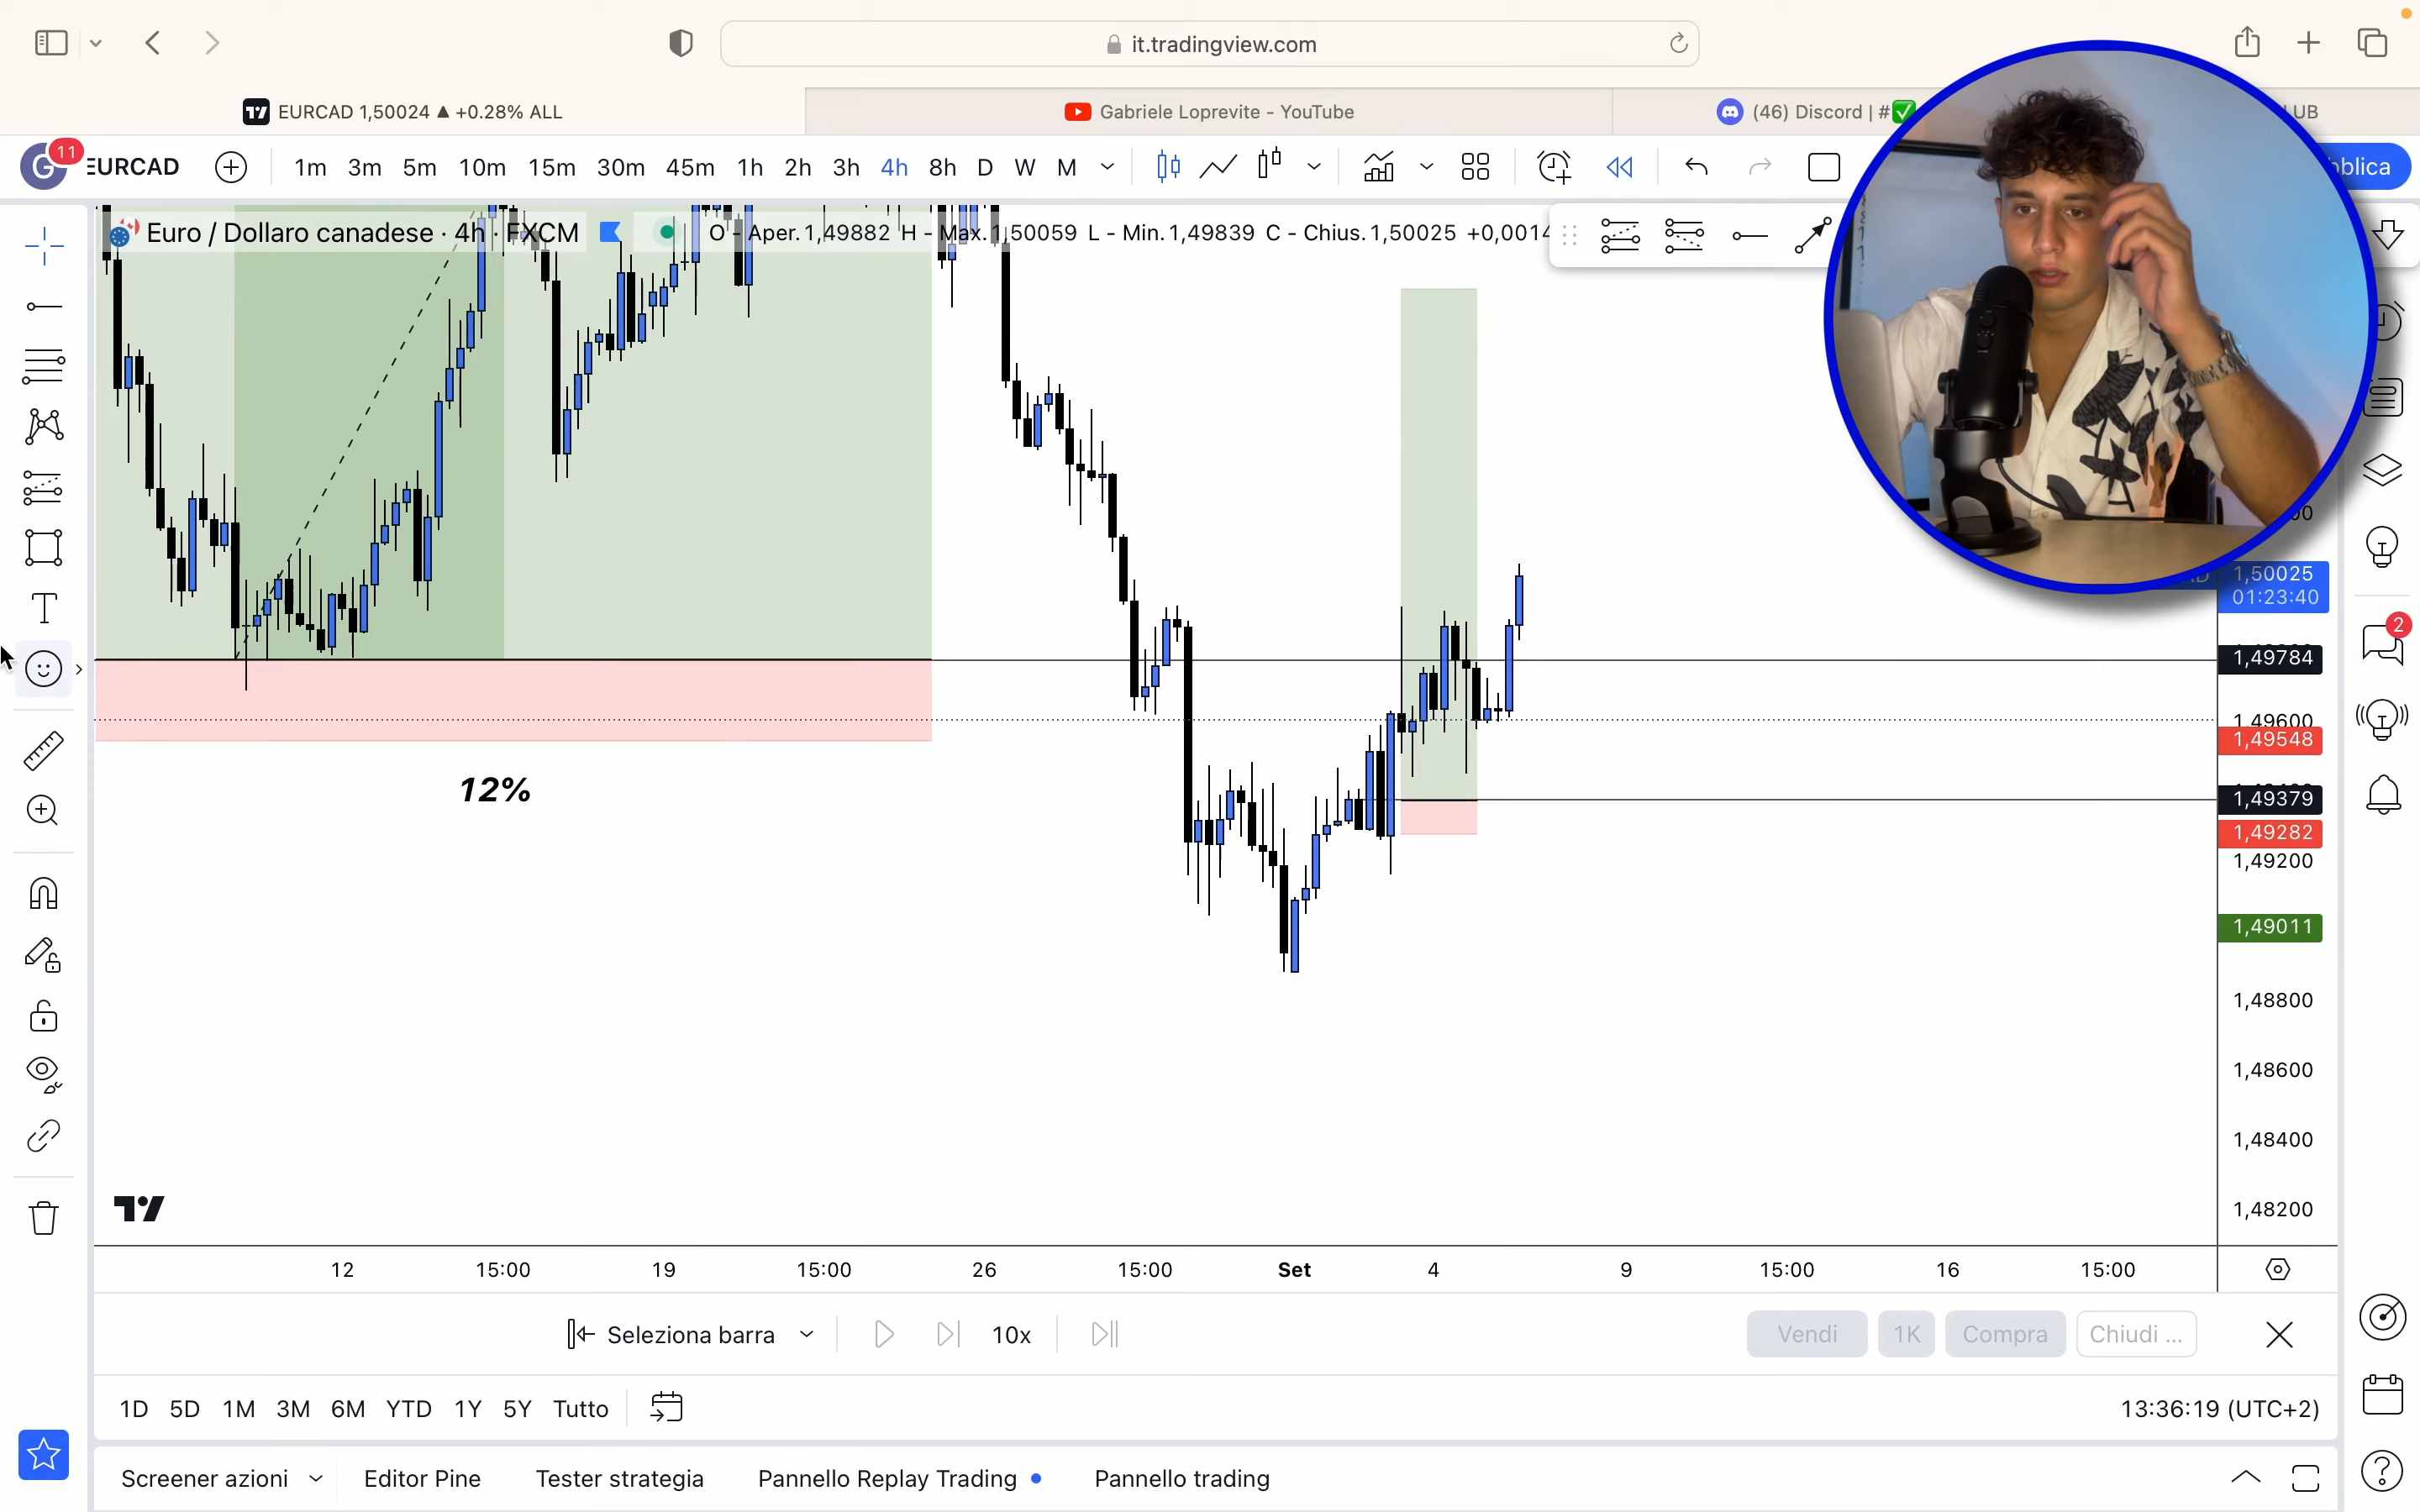 it.tradingview.com
EURCAD 1,50024 ▲ +0.28% ALL
Gabriele Loprevite - YouTube
(46) Discord | #✅
LUB
G
11
EURCAD
1m 3m 5m 10m 15m 30m 45m 1h 2h 3h 4h 8h D W M
bblica
Euro / Dollaro canadese · 4h · FXCM
O - Aper. 1,49882 H - Max. 1,50059 L - Min. 1,49839 C - Chius. 1,50025 +0,0014
1,50025
01:23:40
1,49784
1,49600
1,49548
12%
1,49379
1,49282
1,49200
1,49011
1,48800
1,48600
1,48400
1,48200
2
12 15:00 19 15:00 26 15:00 Set 4 9 15:00 16 15:00
Seleziona barra 10x Vendi 1K Compra Chiudi ...
1D 5D 1M 3M 6M YTD 1Y 5Y Tutto
13:36:19 (UTC+2)
Screener azioni Editor Pine Tester strategia Pannello Replay Trading Pannello trading